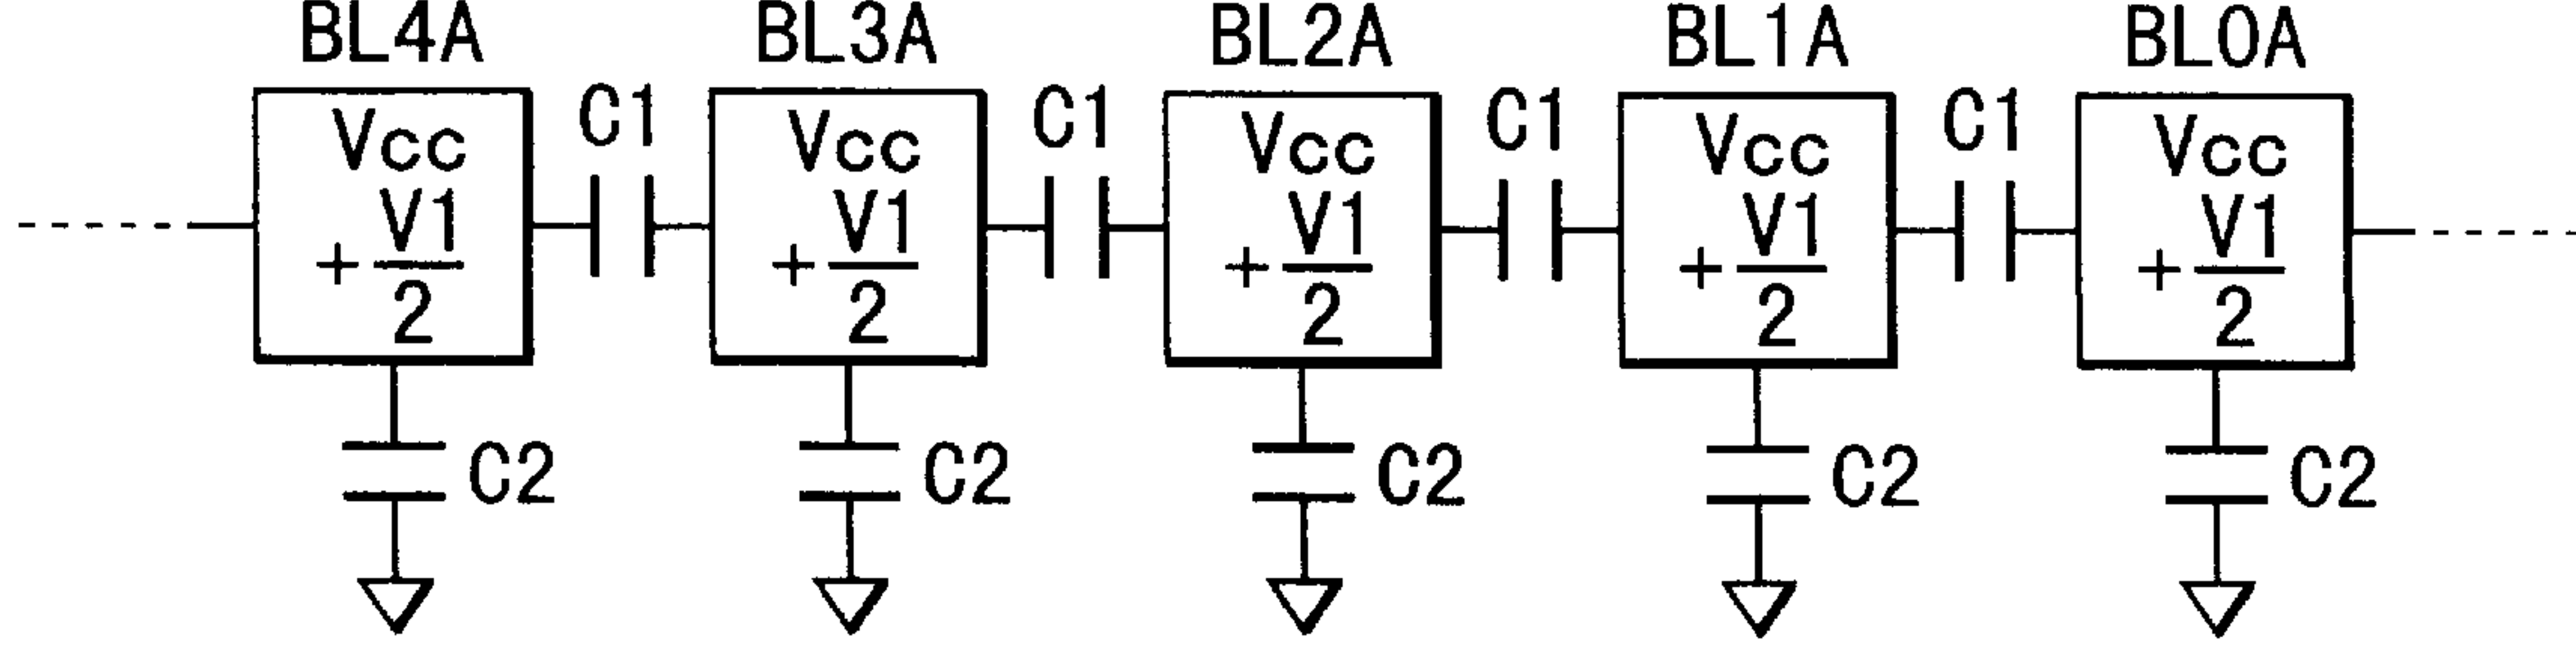 BL4A BL3A BL2A BL1A BL0A
C1 C1 C1 C1
Vcc Vcc Vcc Vcc Vcc
V1 V1 V1 V1 V1
+ + + + +
2 2 2 2 2
C2 C2 C2 C2 C2